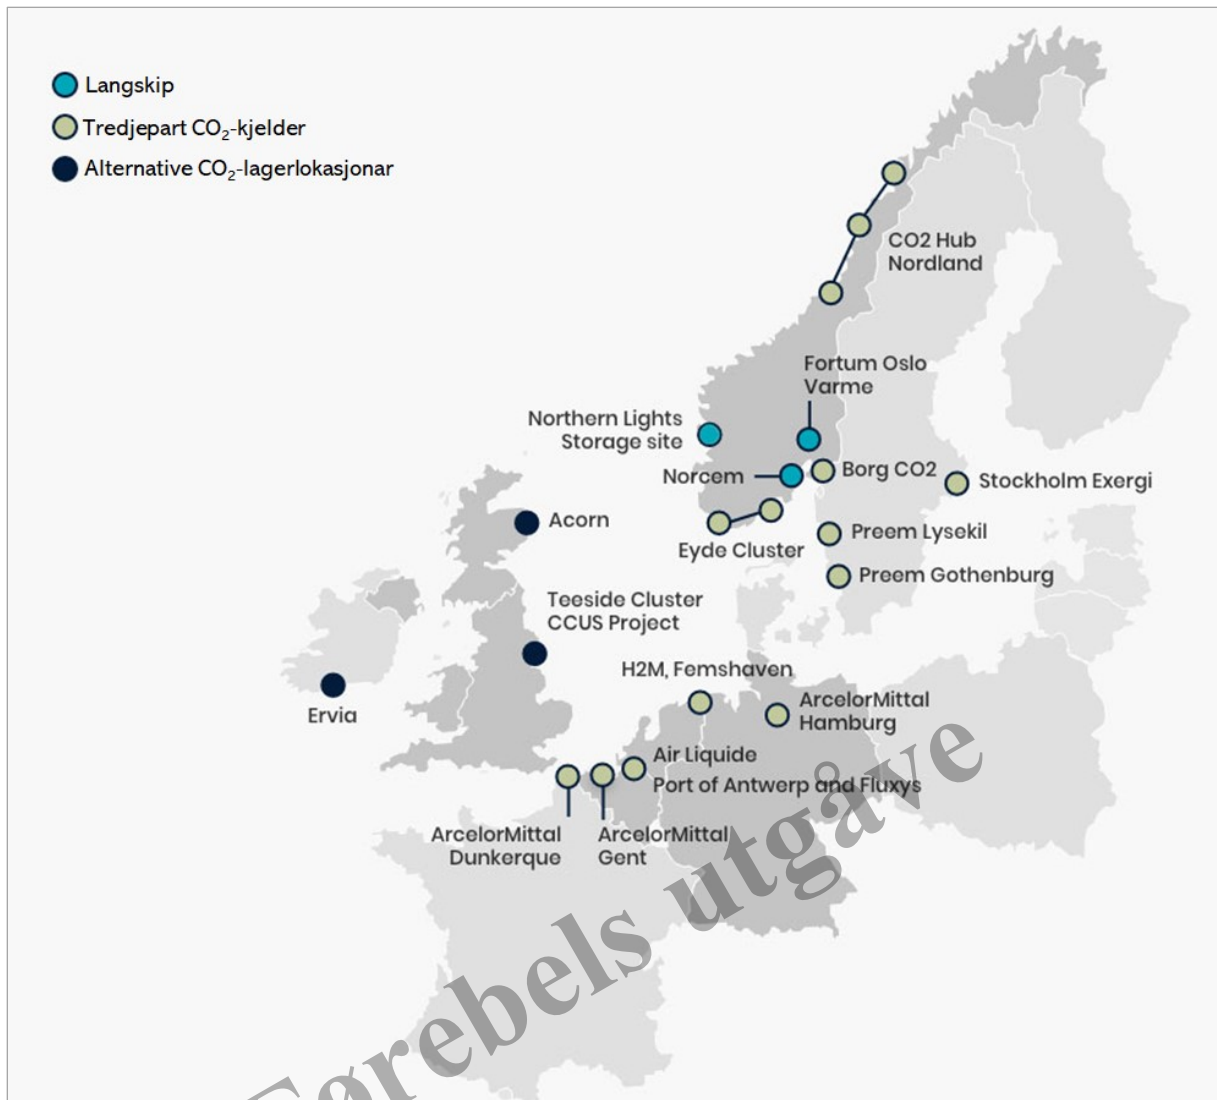 Langskip
Tredjepart CO₂-kjelder
Alternative CO₂-lagerlokasjonar
CO2 Hub
Nordland
Fortum Oslo
Varme
Northern Lights
Storage site
Norcem
Borg CO2
Stockholm Exergi
Acorn
Eyde Cluster
Preem Lysekil
Preem Gothenburg
Teeside Cluster
CCUS Project
H2M, Femshaven
Ervia
ArcelorMittal
Hamburg
Air Liquide
Port of Antwerp and Fluxys
ArcelorMittal
Dunkerque
ArcelorMittal
Gent
Førebels utgåve